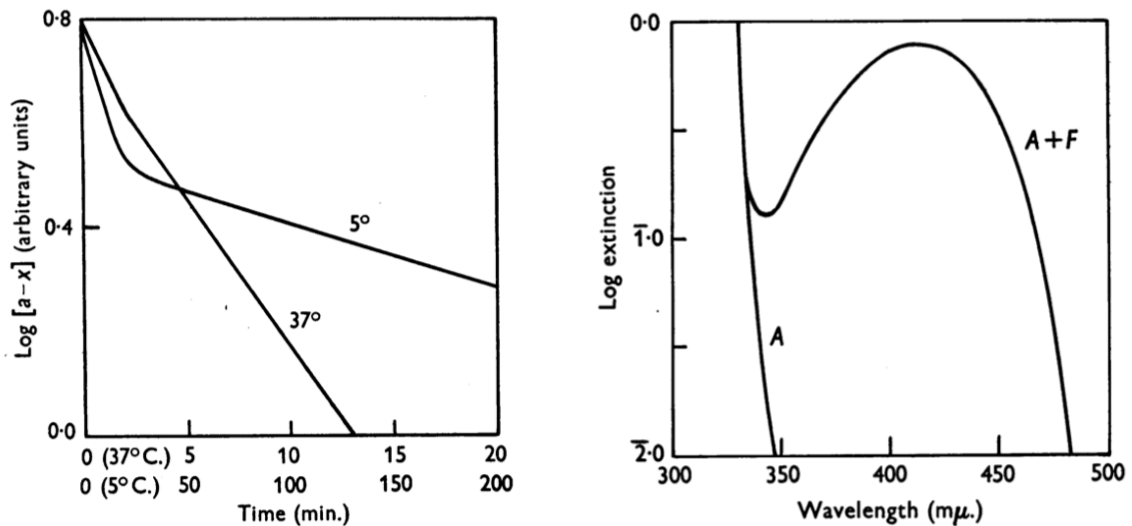 0·8
0·4
0·0
Log [a−x] (arbitrary units)
5°
37°
0 (37°C.) 5 10 15 20
0 (5°C.) 50 100 150 200
Time (min.)
0·0
1̅·0
2̅·0
Log extinction
A
A+F
300 350 400 450 500
Wavelength (mμ.)